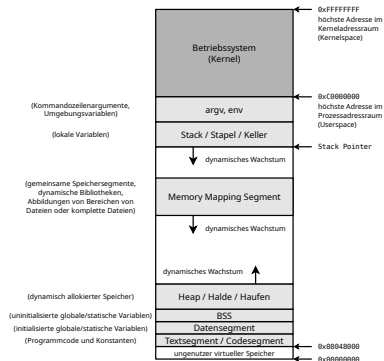 0xFFFFFFFF
höchste Adresse im
Kerneladressraum
(Kernelspace)
Betriebssystem
(Kernel)
0xC0000000
höchste Adresse im
Prozessadressraum
(Userspace)
(Kommandozeilenargumente,
Umgebungsvariablen)
argv, env
(lokale Variablen)
Stack / Stapel / Keller
Stack Pointer
dynamisches Wachstum
(gemeinsame Speichersegmente,
dynamische Bibliotheken,
Abbildungen von Bereichen von
Dateien oder komplette Dateien)
Memory Mapping Segment
dynamisches Wachstum
dynamisches Wachstum
(dynamisch allokierter Speicher)
Heap / Halde / Haufen
(uninitialisierte globale/statische Variablen)
BSS
(initialisierte globale/statische Variablen)
Datensegment
(Programmcode und Konstanten)
Textsegment / Codesegment
0x08048000
ungenutzer virtueller Speicher
0x00000000